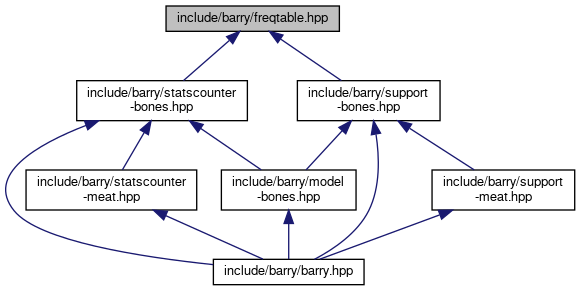 include/barry/freqtable.hpp
include/barry/statscounter
-bones.hpp
include/barry/support
-bones.hpp
include/barry/statscounter
-meat.hpp
include/barry/model
-bones.hpp
include/barry/support
-meat.hpp
include/barry/barry.hpp